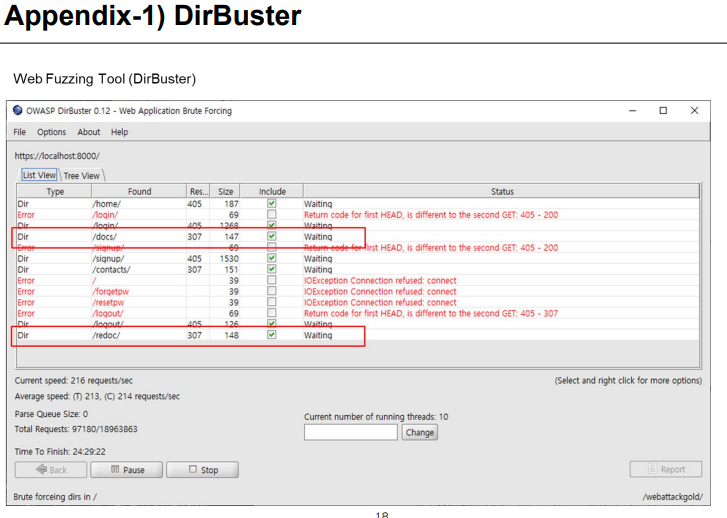 Appendix-1) DirBuster
Web Fuzzing Tool (DirBuster)
OWASP DirBuster 0.12 - Web Application Brute Forcing
File Options About Help
https://localhost:8000/
List View Tree View
Type Found Res... Size Include Status
Dir /home/ 405 187 Waiting
Error /login/ 69 Return code for first HEAD, is different to the second GET: 405 - 200
Dir /login/ 405 1268 Waiting
Dir /docs/ 307 147 Waiting
Error /signup/ 69 Return code for first HEAD, is different to the second GET: 405 - 200
Dir /signup/ 405 1530 Waiting
Dir /contacts/ 307 151 Waiting
Error / 39 IOException Connection refused: connect
Error /forgetpw 39 IOException Connection refused: connect
Error /resetpw 39 IOException Connection refused: connect
Error /logout/ 69 Return code for first HEAD, is different to the second GET: 405 - 307
Dir /logout/ 405 126 Waiting
Dir /redoc/ 307 148 Waiting
Current speed: 216 requests/sec (Select and right click for more options)
Average speed: (T) 213, (C) 214 requests/sec
Parse Queue Size: 0 Current number of running threads: 10
Total Requests: 97180/18963863 Change
Time To Finish: 24:29:22
Back Pause Stop Report
Brute forceing dirs in / /webattackgold/
18